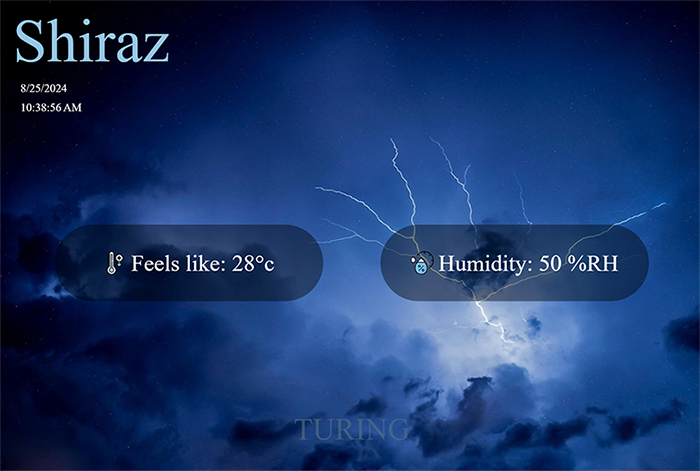 Shiraz
8/25/2024
10:38:56 AM
Feels like: 28°c
Humidity: 50 %RH
TURING